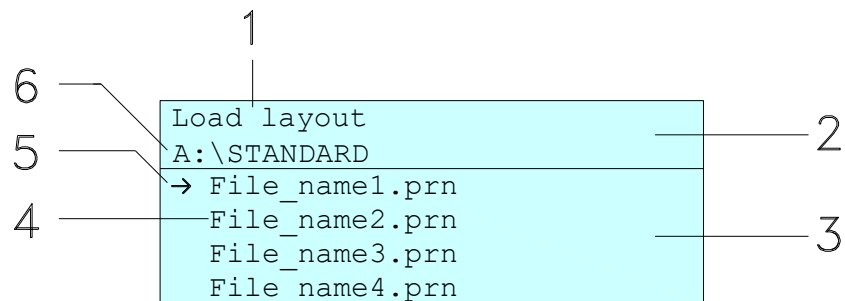 1
6
Load layout
2
A:\STANDARD
5
→ File_name1.prn
4
File_name2.prn
3
File_name3.prn
File_name4.prn